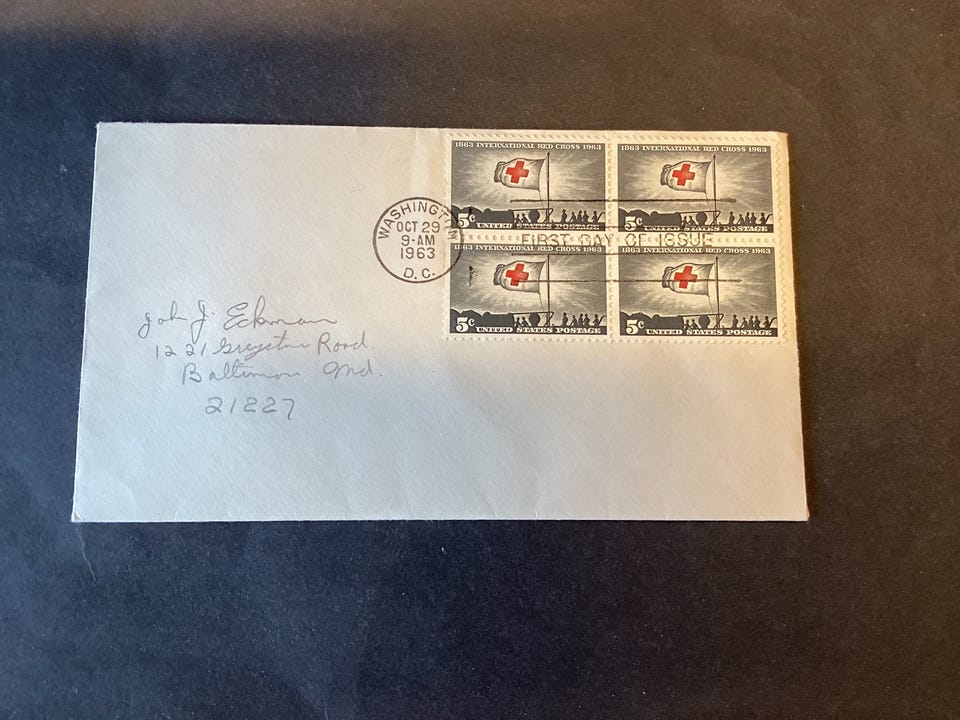 1863 INTERNATIONAL RED CROSS 1963
5c UNITED STATES POSTAGE
1863 INTERNATIONAL RED CROSS 1963
5c UNITED STATES POSTAGE
1863 INTERNATIONAL RED CROSS 1963
5c UNITED STATES POSTAGE
1863 INTERNATIONAL RED CROSS 1963
5c UNITED STATES POSTAGE
WASHINGTON
OCT 29
9-AM
1963
D.C.
FIRST DAY OF ISSUE
John J. Eckman
1221 Road.
Baltimore Md.
21227